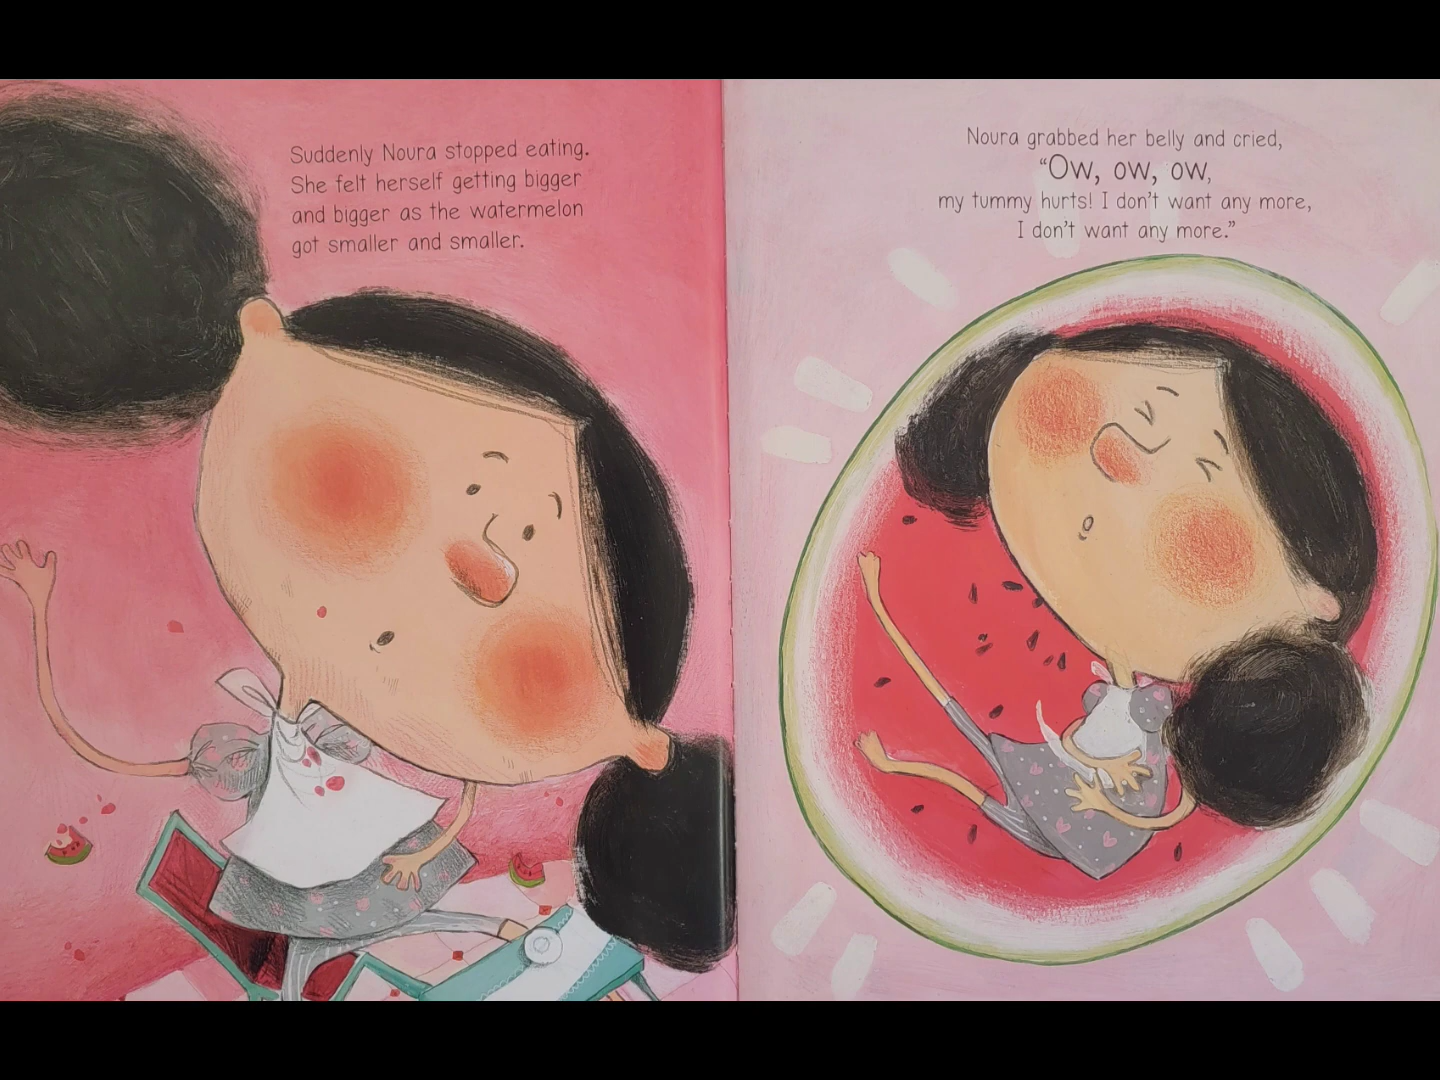 Suddenly Noura stopped eating.
She felt herself getting bigger
and bigger as the watermelon
got smaller and smaller.
Noura grabbed her belly and cried,
“Ow, ow, ow,
my tummy hurts! I don’t want any more,
I don’t want any more.”